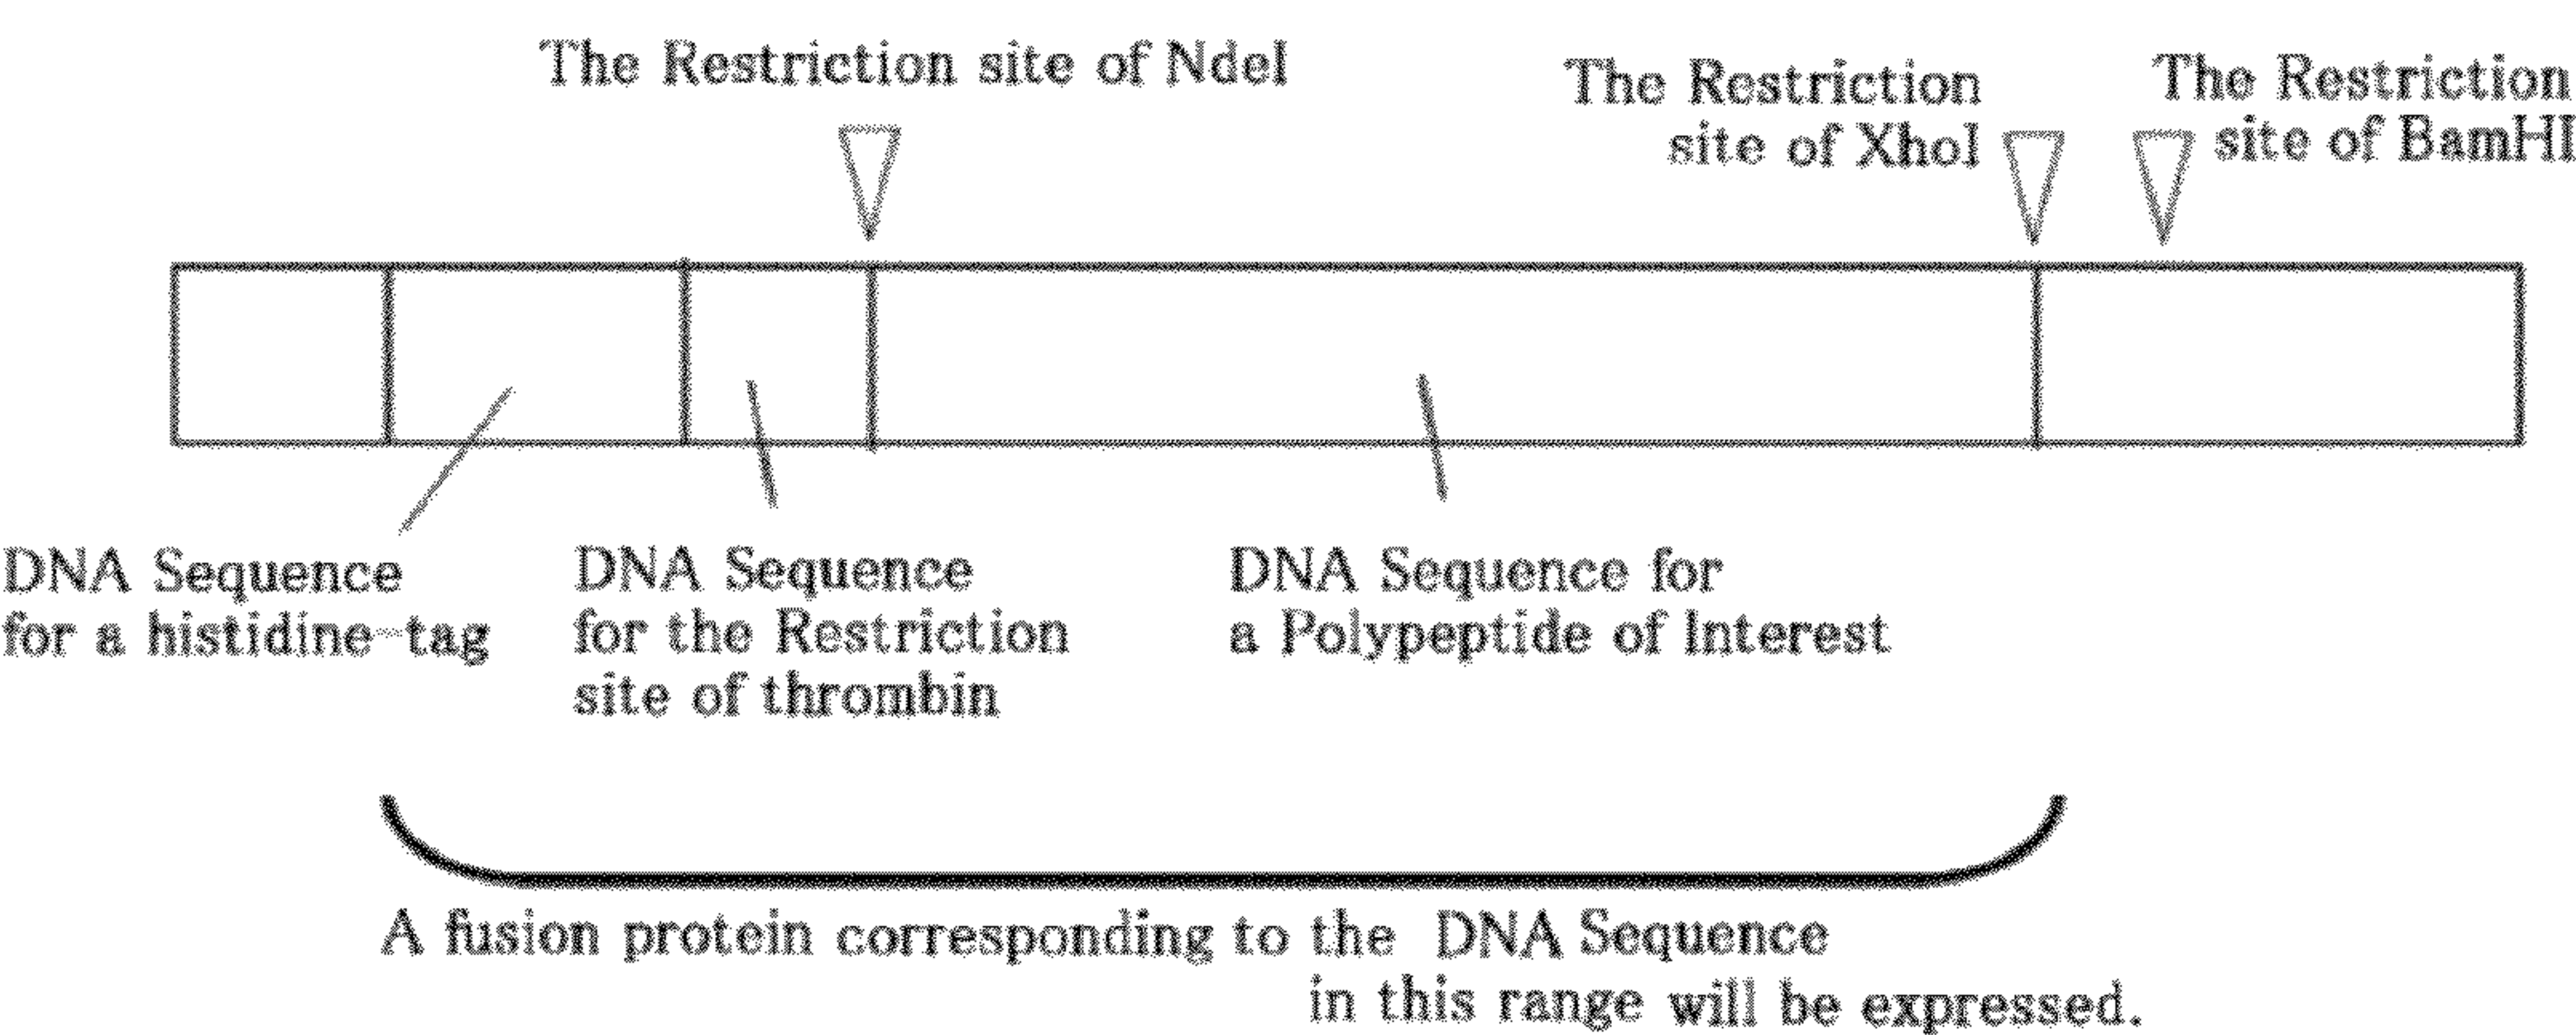 The Restriction site of NdeI
The Restriction
site of XhoI
The Restriction
site of BamHI
DNA Sequence
for a histidine-tag
DNA Sequence
for the Restriction
site of thrombin
DNA Sequence for
a Polypeptide of Interest
A fusion protein corresponding to the DNA Sequence
in this range will be expressed.